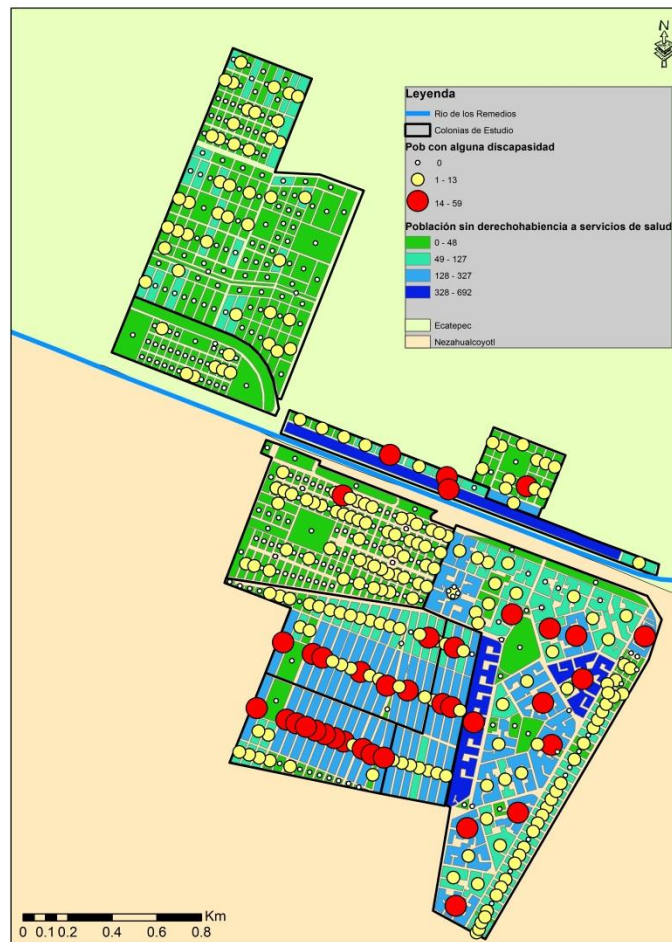 N
Leyenda
Rio de los Remedios
Colonias de Estudio
Pob con alguna discapasidad
0
1 - 13
14 - 59
Población sin derechohabiencia a servicios de salud
0 - 48
49 - 127
128 - 327
328 - 692
Ecatepec
Nezahualcoyotl
Km
0 0.1 0.2 0.4 0.6 0.8